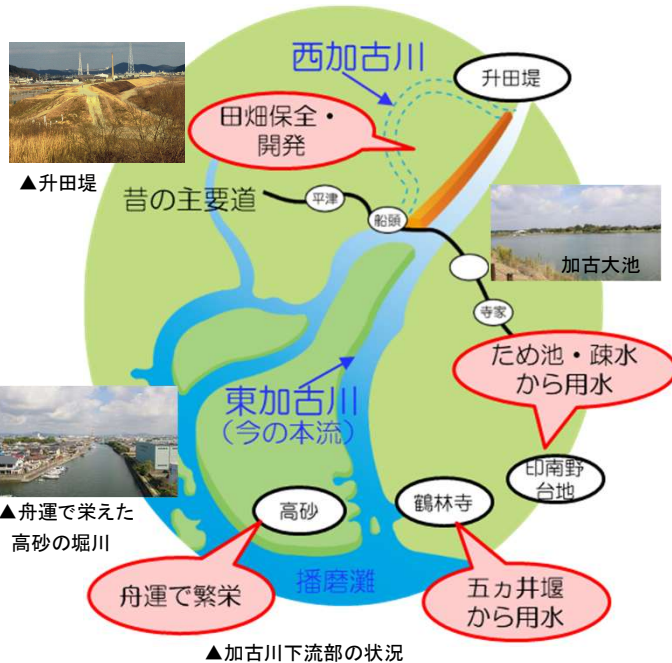 西加古川
升田堤
田畑保全・
開発
▲升田堤
昔の主要道
平津
船頭
加古大池
寺家
ため池・疎水
から用水
東加古川
（今の本流）
印南野
台地
▲舟運で栄えた
高砂の堀川
高砂
鶴林寺
舟運で繁栄
播磨灘
五ヵ井堰
から用水
▲加古川下流部の状況